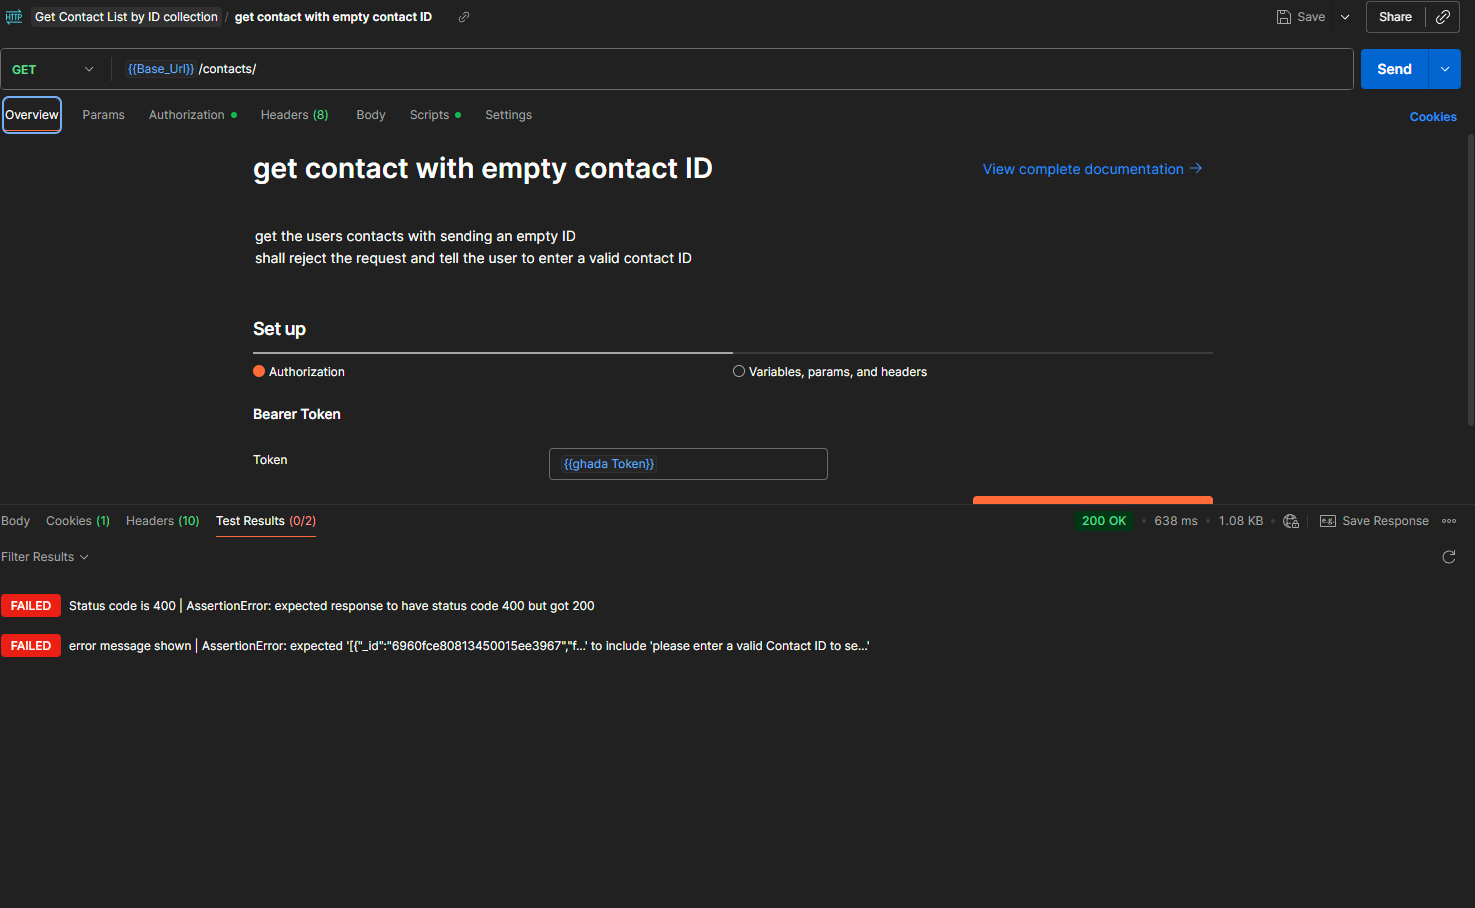 HTTP Get Contact List by ID collection / get contact with empty contact ID Save Share
GET {{Base_Url}} /contacts/ Send
Overview Params Authorization Headers (8) Body Scripts Settings Cookies
get contact with empty contact ID View complete documentation →
get the users contacts with sending an empty ID
shall reject the request and tell the user to enter a valid contact ID
Set up
Authorization Variables, params, and headers
Bearer Token
Token {{ghada Token}}
Body Cookies (1) Headers (10) Test Results (0/2) 200 OK • 638 ms • 1.08 KB • e.g. Save Response
Filter Results
FAILED Status code is 400 | AssertionError: expected response to have status code 400 but got 200
FAILED error message shown | AssertionError: expected '[{"_id":"6960fce80813450015ee3967","f...' to include 'please enter a valid Contact ID to se...'